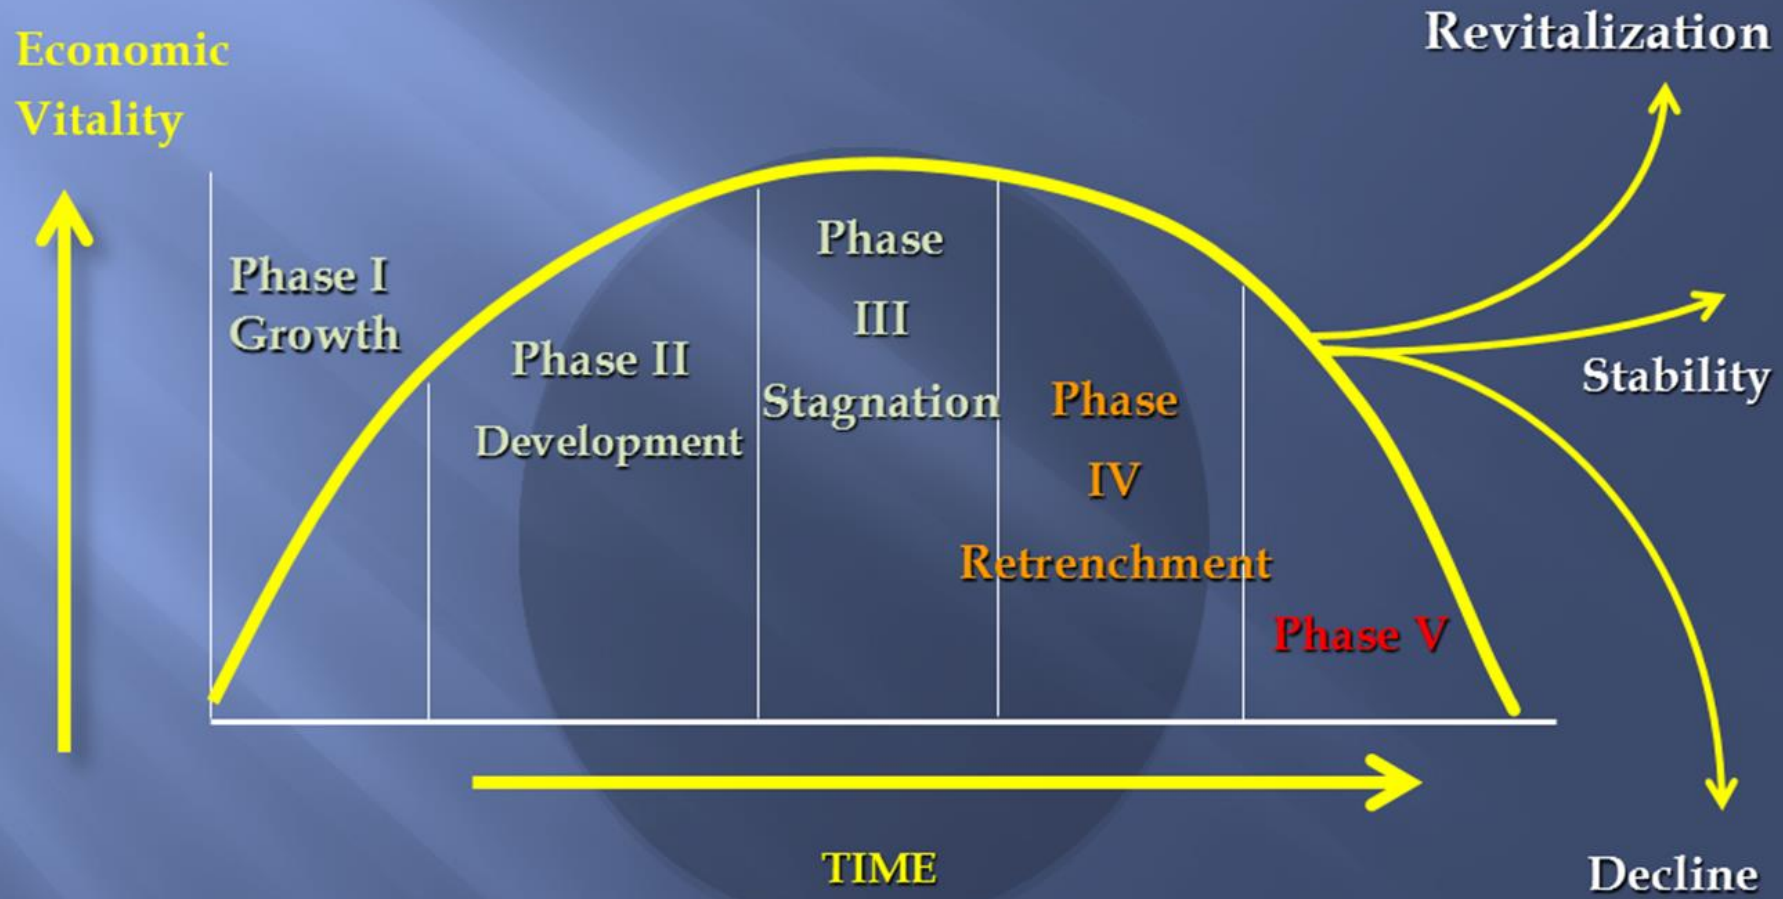 Economic
Vitality
Revitalization
Phase I
Growth
Phase II
Development
Phase
III
Stagnation
Phase
IV
Retrenchment
Phase V
Stability
TIME
Decline